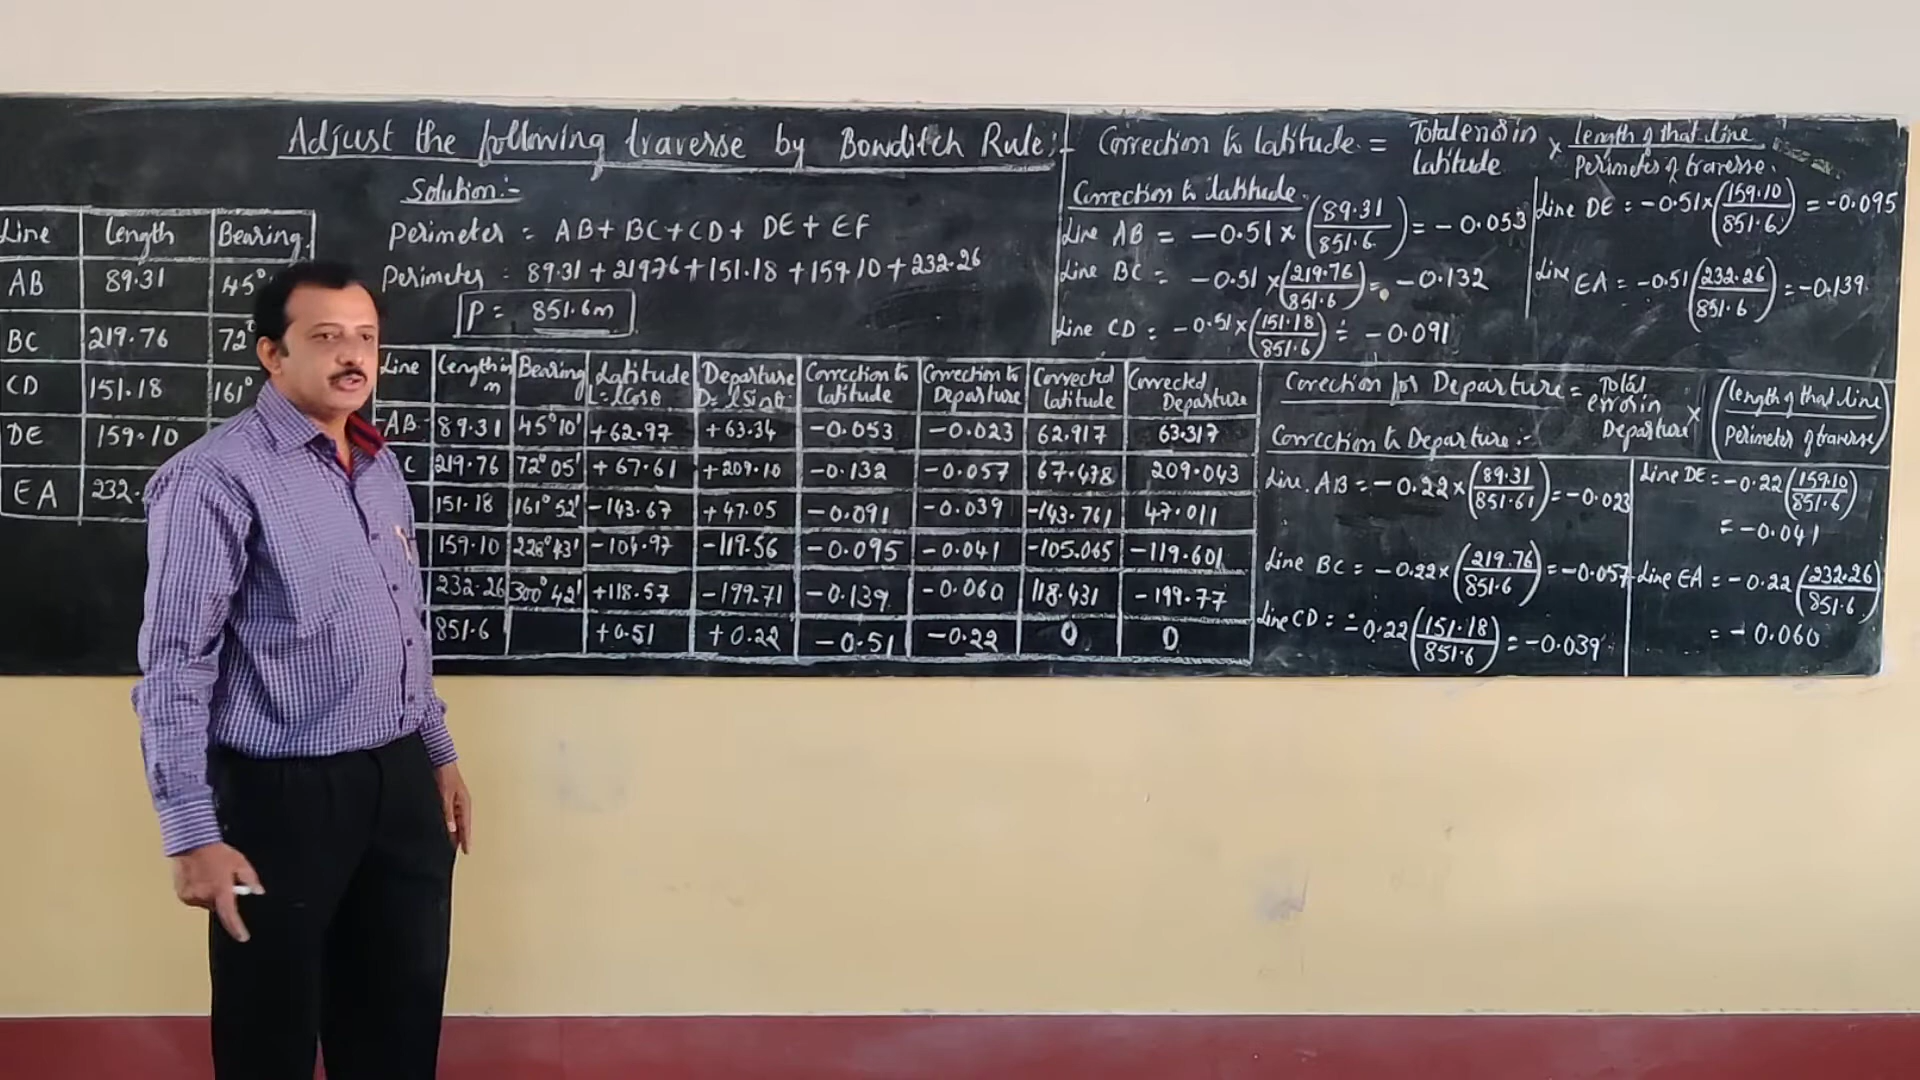 Adjust the following traverse by Bowditch Rule:-
Line Length Bearing.
AB 89.31 45°
BC 219.76 72°
CD 151.18 161°
DE 159.10
EA 232.
Solution:-
Perimeter = AB + BC + CD + DE + EF
Perimeter = 89.31 + 219.76 + 151.18 + 159.10 + 232.26
P = 851.6m
Line Length in m Bearing Latitude L=lCosθ Departure D=lSinθ Correction to latitude Correction to Departure Corrected latitude Corrected Departure
AB 89.31 45°10' +62.97 +63.34 -0.053 -0.023 62.917 63.317
C 219.76 72°05' +67.61 +209.10 -0.132 -0.057 67.478 209.043
151.18 161°52' -143.67 +47.05 -0.091 -0.039 -143.761 47.011
159.10 228°43' -104.97 -119.56 -0.095 -0.041 -105.065 -119.601
232.26 300°42' +118.57 -199.71 -0.139 -0.060 118.431 -199.77
851.6 +0.51 +0.22 -0.51 -0.22 0 0
Correction to latitude = Total error in latitude × length of that line / Perimeter of traverse.
Correction to latitude.
Line AB = -0.51 × (89.31/851.6) = -0.053
Line BC = -0.51 × (219.76/851.6) = -0.132
Line CD = -0.51 × (151.18/851.6) = -0.091
Line DE = -0.51 × (159.10/851.6) = -0.095
Line EA = -0.51 (232.26/851.6) = -0.139
Correction for Departure = Total error in Departure × (length of that line / Perimeter of traverse)
Correction to Departure:-
Line AB = -0.22 × (89.31/851.61) = -0.023
Line BC = -0.22 × (219.76/851.6) = -0.057
Line CD = -0.22 (151.18/851.6) = -0.039
Line DE = -0.22 (159.10/851.6)
= -0.041
Line EA = -0.22 (232.26/851.6)
= -0.060